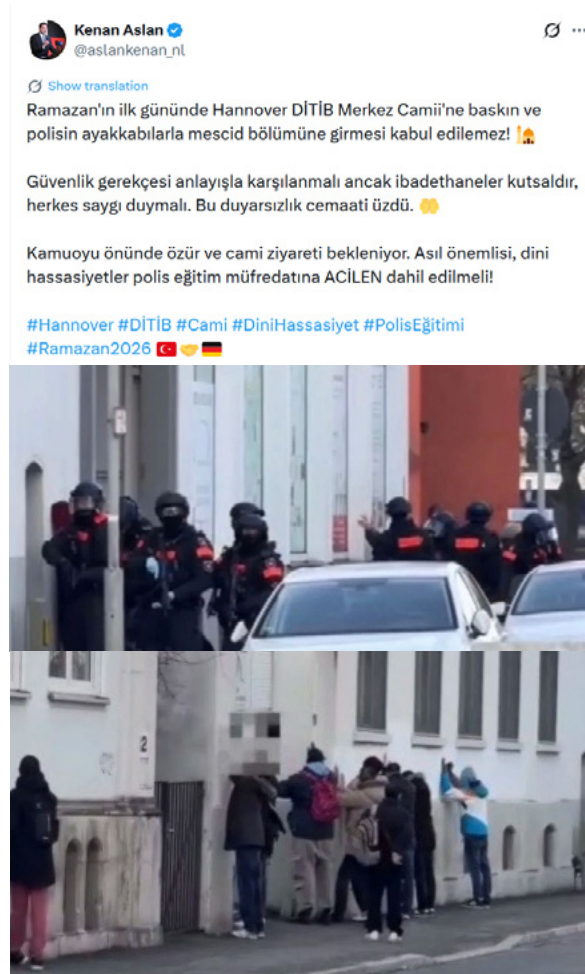 Kenan Aslan
@aslankenan_nl
Show translation
Ramazan'ın ilk gününde Hannover DİTİB Merkez Camii'ne baskın ve
polisin ayakkabılarla mescid bölümüne girmesi kabul edilemez! 🕌
Güvenlik gerekçesi anlayışla karşılanmalı ancak ibadethaneler kutsaldır,
herkes saygı duymalı. Bu duyarsızlık cemaati üzdü. 🤲
Kamuoyu önünde özür ve cami ziyareti bekleniyor. Asıl önemlisi, dini
hassasiyetler polis eğitim müfredatına ACİLEN dahil edilmeli!
#Hannover #DİTİB #Cami #DiniHassasiyet #PolisEğitimi
#Ramazan2026 🇹🇷🤝🇩🇪
2